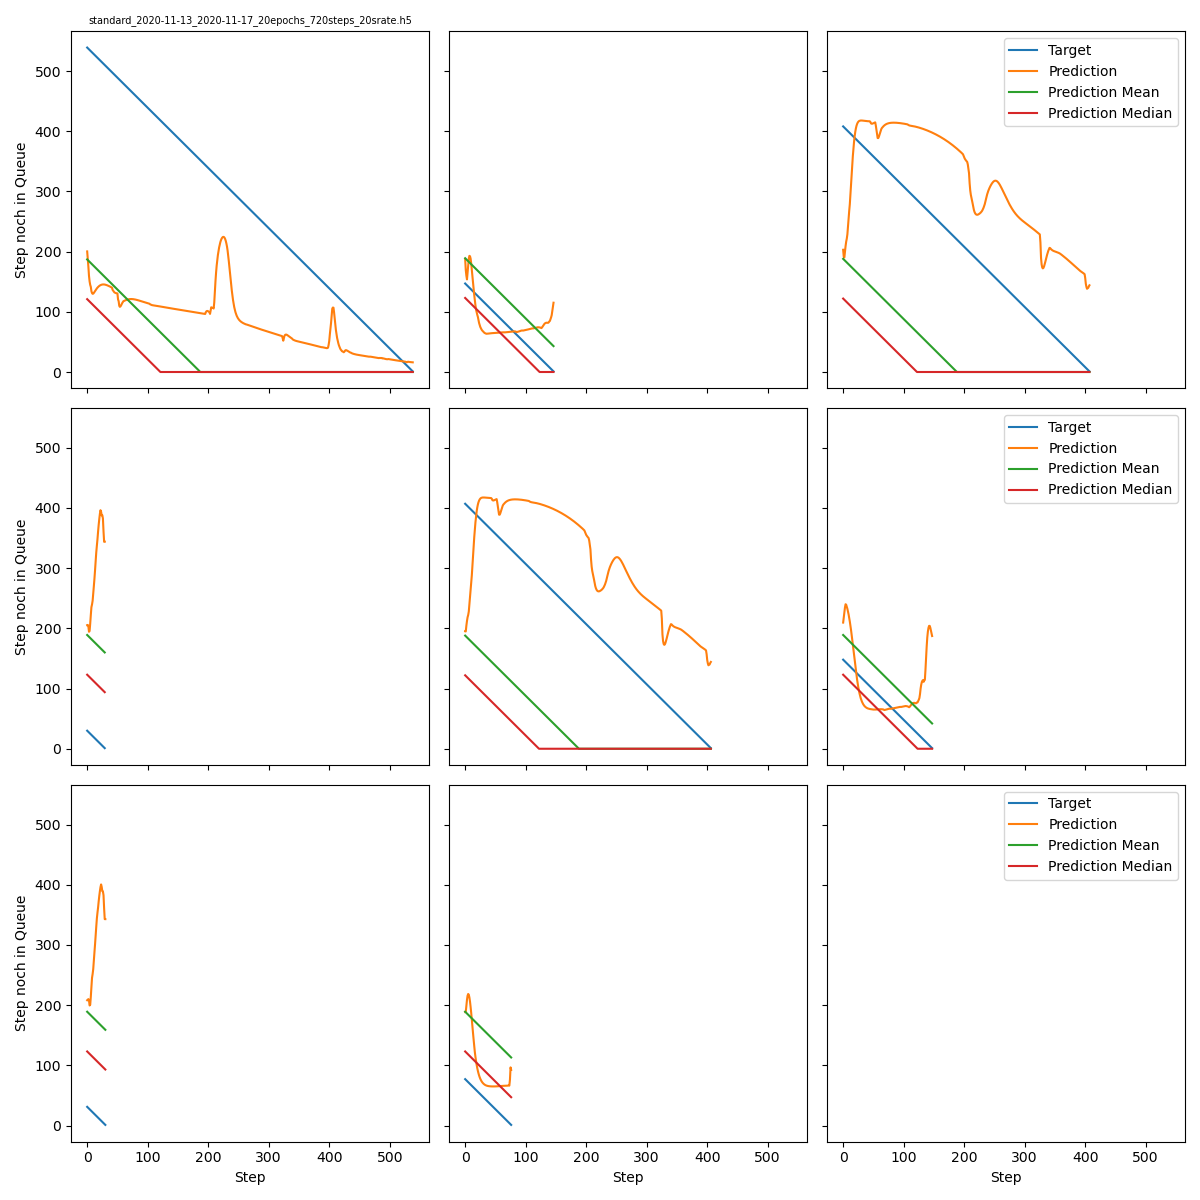 standard_2020-11-13_2020-11-17_20epochs_720steps_20srate.h5
Step noch in Queue
500
400
300
200
100
0
Target
Prediction
Prediction Mean
Prediction Median
Step noch in Queue
500
400
300
200
100
0
Target
Prediction
Prediction Mean
Prediction Median
Step noch in Queue
500
400
300
200
100
0
Target
Prediction
Prediction Mean
Prediction Median
0 100 200 300 400 500
Step
0 100 200 300 400 500
Step
0 100 200 300 400 500
Step